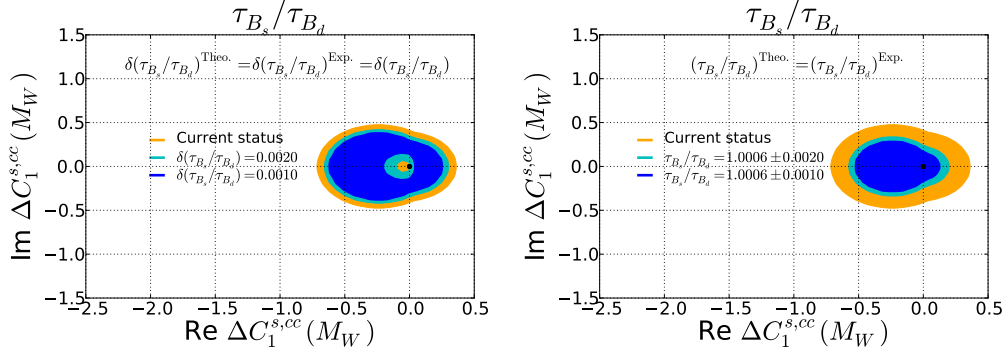 τ_{B_s}/τ_{B_d}
δ(τ_{B_s}/τ_{B_d})^{Theo.} = δ(τ_{B_s}/τ_{B_d})^{Exp.} = δ(τ_{B_s}/τ_{B_d})
Current status
δ(τ_{B_s}/τ_{B_d}) = 0.0020
δ(τ_{B_s}/τ_{B_d}) = 0.0010
1.5
1.0
0.5
0.0
−0.5
−1.0
−1.5
Im ΔC_1^{s,cc} (M_W)
−2.5 −2.0 −1.5 −1.0 −0.5 0.0 0.5
Re ΔC_1^{s,cc} (M_W)
τ_{B_s}/τ_{B_d}
(τ_{B_s}/τ_{B_d})^{Theo.} = (τ_{B_s}/τ_{B_d})^{Exp.}
Current status
τ_{B_s}/τ_{B_d} = 1.0006 ± 0.0020
τ_{B_s}/τ_{B_d} = 1.0006 ± 0.0010
1.5
1.0
0.5
0.0
−0.5
−1.0
−1.5
Im ΔC_1^{s,cc} (M_W)
−2.5 −2.0 −1.5 −1.0 −0.5 0.0 0.5
Re ΔC_1^{s,cc} (M_W)